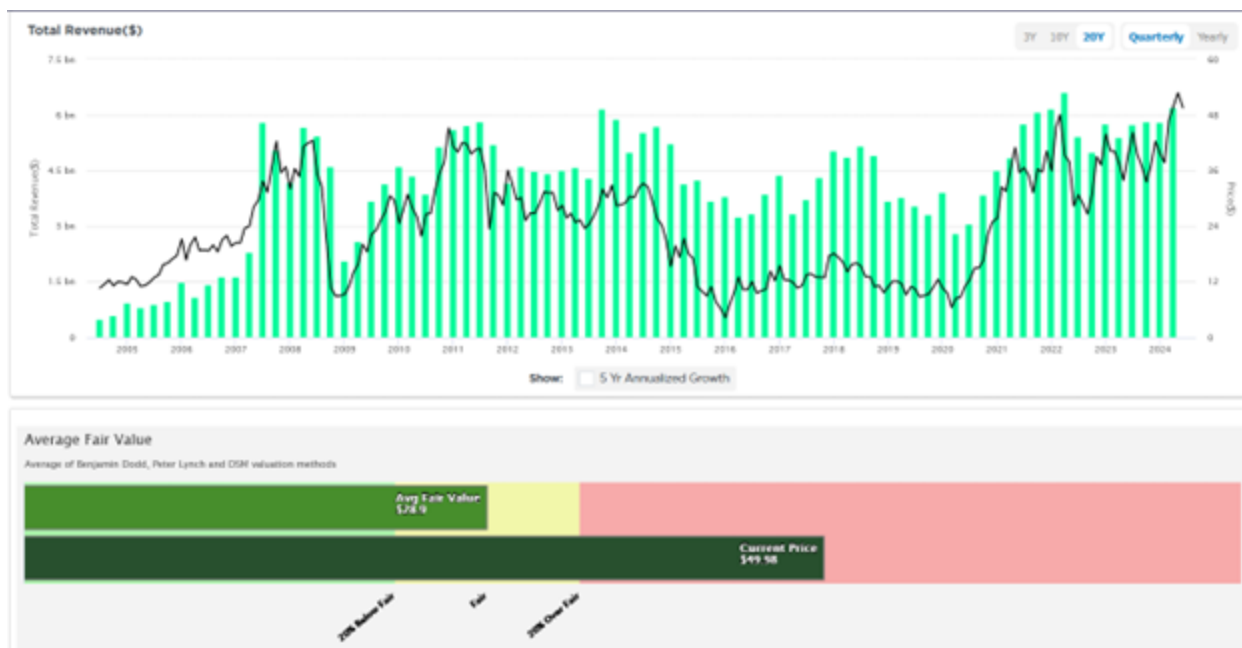 Total Revenue($)
3Y 10Y 20Y Quarterly Yearly
7.5 bn 60
6 bn 48
4.5 bn 36
3 bn 24
1.5 bn 12
0 0
Total Revenue($)
Price($)
2005 2006 2007 2008 2009 2010 2011 2012 2013 2014 2015 2016 2017 2018 2019 2020 2021 2022 2023 2024
Show: 5 Yr Annualized Growth
Average Fair Value
Average of Benjamin Dodd, Peter Lynch and DSM valuation methods
Avg Fair Value
$28.9
Current Price
$49.98
20% Below Fair
Fair
20% Over Fair